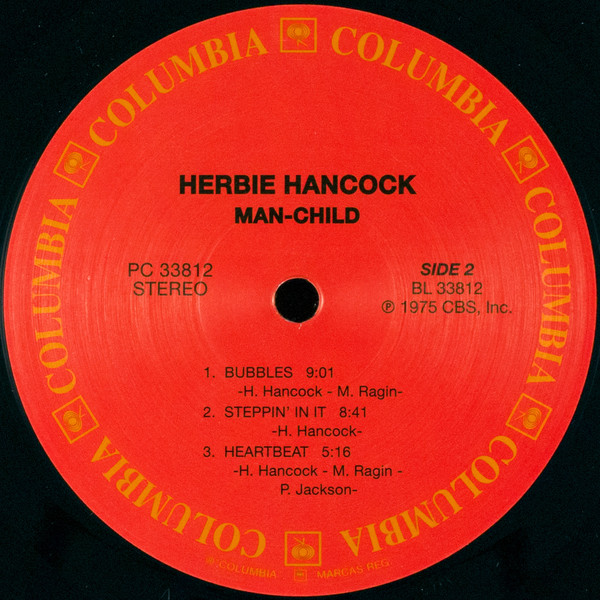 COLUMBIA COLUMBIA COLUMBIA COLUMBIA COLUMBIA COLUMBIA COLUMBIA COLUMBIA
HERBIE HANCOCK
MAN-CHILD
PC 33812
STEREO
SIDE 2
BL 33812
℗ 1975 CBS, Inc.
1. BUBBLES 9:01
-H. Hancock - M. Ragin-
2. STEPPIN' IN IT 8:41
-H. Hancock-
3. HEARTBEAT 5:16
-H. Hancock - M. Ragin -
P. Jackson-
® COLUMBIA MARCAS REG.